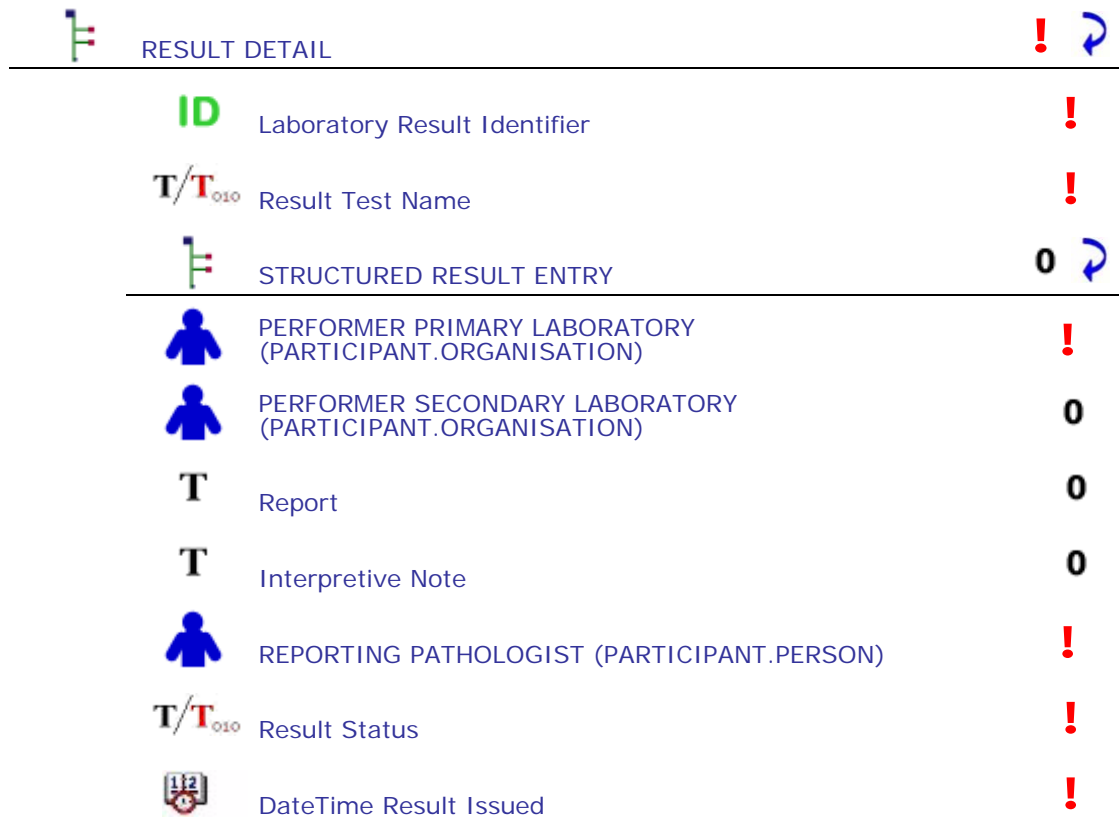 RESULT DETAIL !
ID Laboratory Result Identifier !
T/T010 Result Test Name !
STRUCTURED RESULT ENTRY 0
PERFORMER PRIMARY LABORATORY
(PARTICIPANT.ORGANISATION) !
PERFORMER SECONDARY LABORATORY
(PARTICIPANT.ORGANISATION) 0
T Report 0
T Interpretive Note 0
REPORTING PATHOLOGIST (PARTICIPANT.PERSON) !
T/T010 Result Status !
12 DateTime Result Issued !